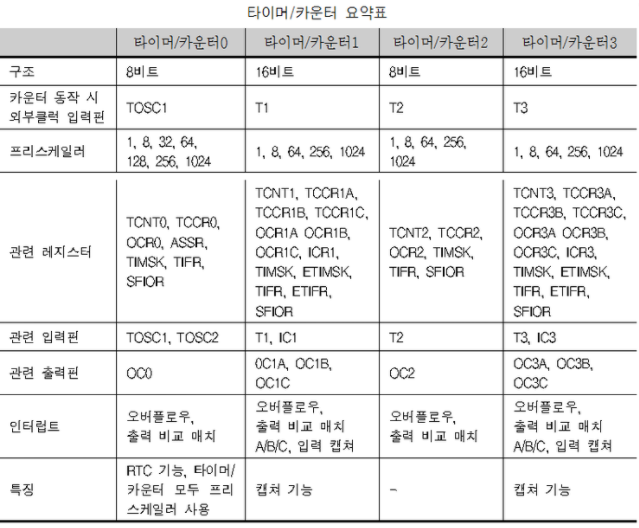 타이머/카운터 요약표
타이머/카운터0 타이머/카운터1 타이머/카운터2 타이머/카운터3
구조 8비트 16비트 8비트 16비트
카운터 동작 시
외부클럭 입력핀
TOSC1 T1 T2 T3
프리스케일러
1, 8, 32, 64,
128, 256, 1024
1, 8, 64, 256, 1024
1, 8, 64, 256,
1024
1, 8, 64, 256, 1024
관련 레지스터
TCNT0, TCCR0,
OCR0, ASSR,
TIMSK, TIFR,
SFIOR
TCNT1, TCCR1A,
TCCR1B, TCCR1C,
OCR1A OCR1B,
OCR1C, ICR1,
TIMSK, ETIMSK,
TIFR, ETIFR,
SFIOR
TCNT2, TCCR2,
OCR2, TIMSK,
TIFR, SFIOR
TCNT3, TCCR3A,
TCCR3B, TCCR3C,
OCR3A OCR3B,
OCR3C, ICR3,
TIMSK, ETIMSK,
TIFR, ETIFR,
SFIOR
관련 입력핀 TOSC1, TOSC2 T1, IC1 T2 T3, IC3
관련 출력핀
OC0
OC1A, OC1B,
OC1C
OC2
OC3A, OC3B,
OC3C
인터럽트
오버플로우,
출력 비교 매치
오버플로우,
출력 비교 매치
A/B/C, 입력 캡쳐
오버플로우,
출력 비교 매치
오버플로우,
출력 비교 매치
A/B/C, 입력 캡쳐
특징
RTC 기능, 타이머/
카운터 모두 프리
스케일러 사용
캡쳐 기능
-
캡쳐 기능